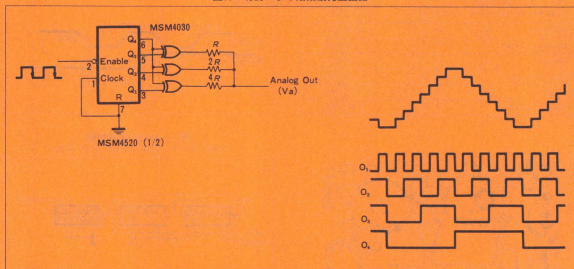 MSM4030
Q₄
6
R
Q₁
5
2R
2
Enable
Q₂
4
4R
1
Clock
Q₃
3
Analog Out
(Va)
R
7
MSM4520 (1/2)
O₁
O₂
O₃
O₄